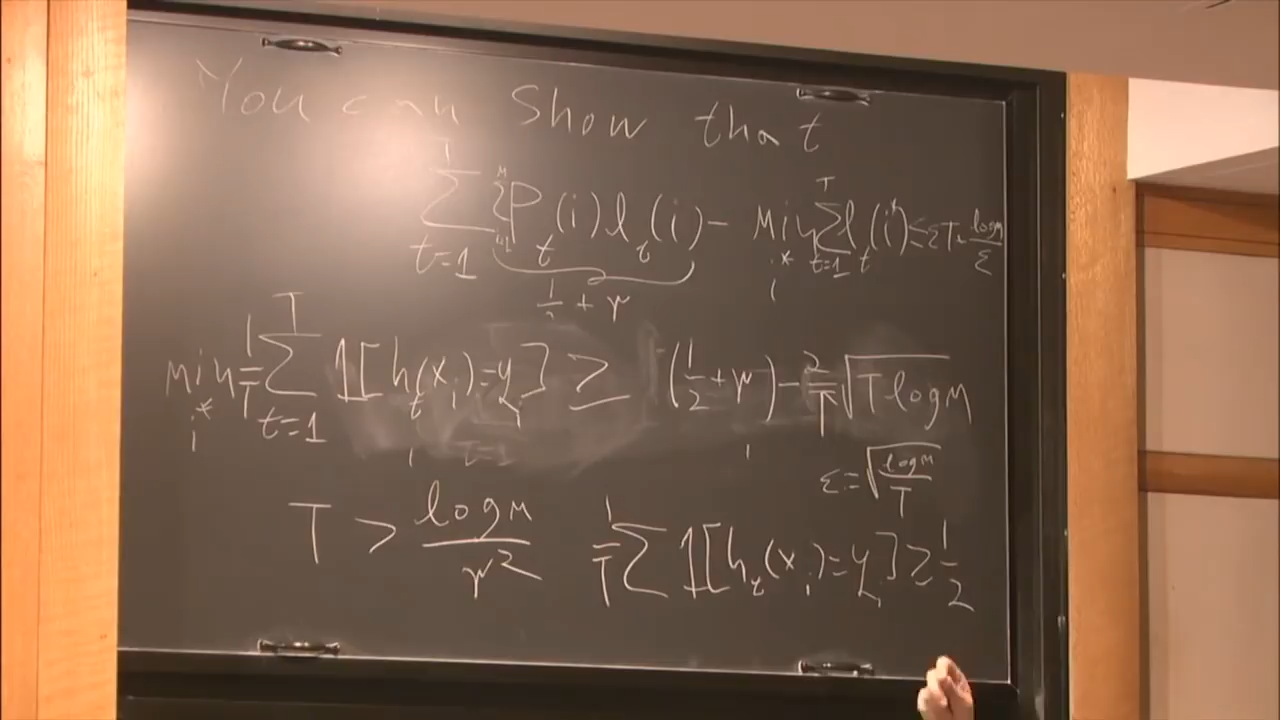 You can show that
∑_{t=1}^{T} ∑_{i=1}^{M} P_t(i) l_t(i) - min_{i*} ∑_{t=1}^{T} l_t(i*) ≤ εT + log M / ε
1/2 + γ
min_{i*} 1/T ∑_{t=1}^{T} 1[h_t(x_i) = y_i] ≥ (1/2 + γ) - 2/T √(T log M)
ε = √(log M / T)
T > log M / γ² 1/T ∑ 1[h_t(x_i) = y_i] ≥ 1/2